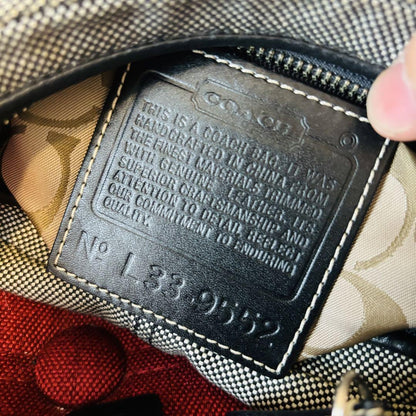 COACH
THIS IS A COACH BAG. IT WAS
HANDCRAFTED IN CHINA FROM
THE FINEST MATERIALS TRIMMED
WITH GENUINE LEATHER. ITS
SUPERIOR CRAFTSMANSHIP AND
ATTENTION TO DETAIL REFLECT
OUR COMMITMENT TO ENDURING
QUALITY.
Nº L33-9552